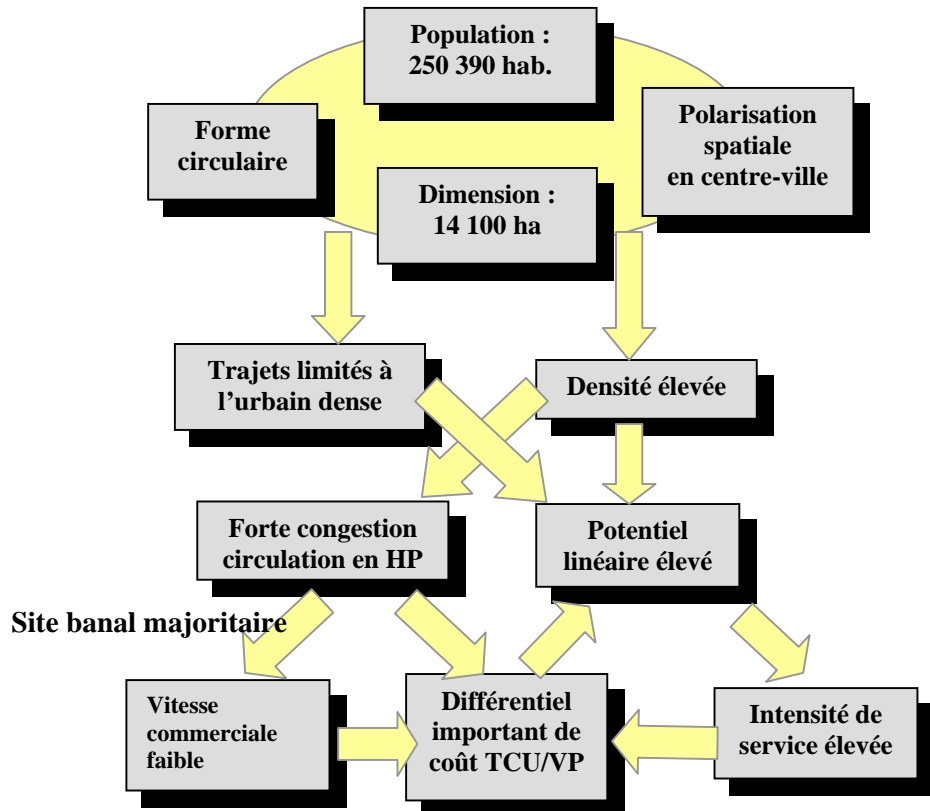 Population :
250 390 hab.
Forme
circulaire
Polarisation
spatiale
en centre-ville
Dimension :
14 100 ha
Trajets limités à
l’urbain dense
Densité élevée
Forte congestion
circulation en HP
Potentiel
linéaire élevé
Site banal majoritaire
Vitesse
commerciale
faible
Différentiel
important de
coût TCU/VP
Intensité de
service élevée